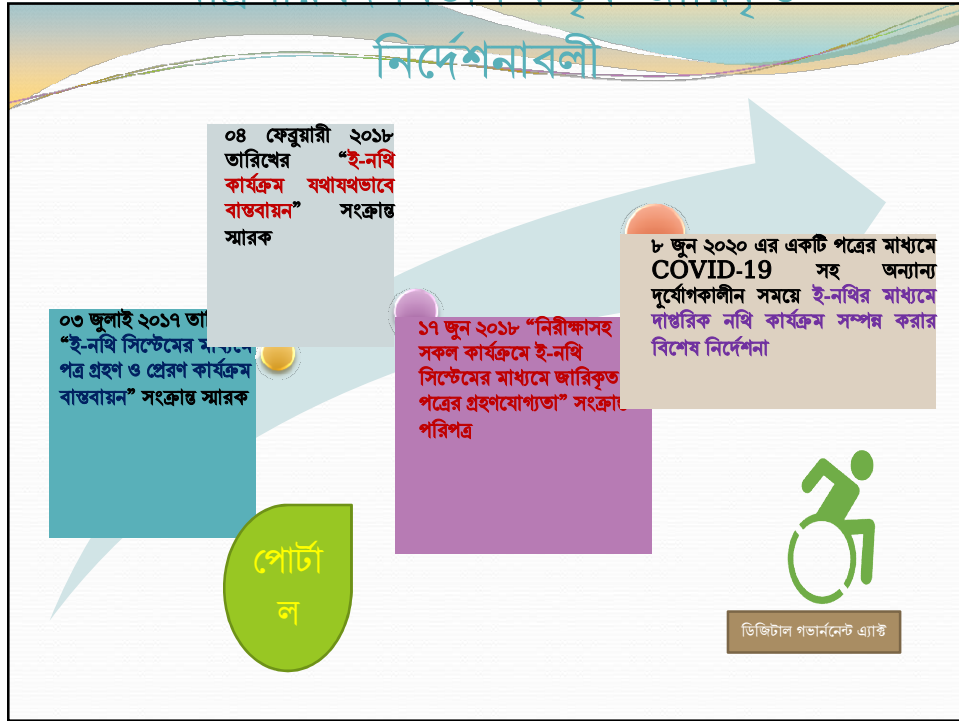 নির্দেশনাবলী
০৪ ফেব্রুয়ারী ২০১৮
তারিখের “ই-নথি
কার্যক্রম যথাযথভাবে
বাস্তবায়ন” সংক্রান্ত
স্মারক
৮ জুন ২০২০ এর একটি পত্রের মাধ্যমে
COVID-19 সহ অন্যান্য
দূর্যোগকালীন সময়ে ই-নথির মাধ্যমে
দাপ্তরিক নথি কার্যক্রম সম্পন্ন করার
বিশেষ নির্দেশনা
০৩ জুলাই ২০১৭
“ই-নথি সিস্টেমের মাধ্যমে
পত্র গ্রহণ ও প্রেরণ কার্যক্রম
বাস্তবায়ন” সংক্রান্ত স্মারক
১৭ জুন ২০১৮ “নিরীক্ষাসহ
সকল কার্যক্রমে ই-নথি
সিস্টেমের মাধ্যমে জারিকৃত
পত্রের গ্রহণযোগ্যতা” সংক্রান্ত
পরিপত্র
পোর্টা
ল
ডিজিটাল গভার্ননেন্ট এ্যাক্ট